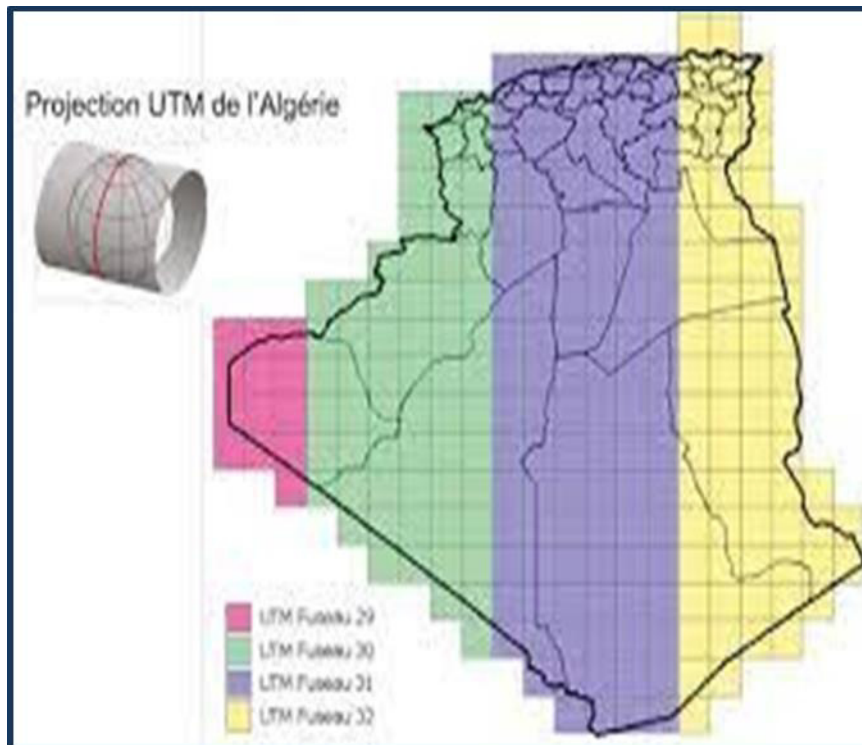 Projection UTM de l'Algérie
UTM Fuseau 29
UTM Fuseau 30
UTM Fuseau 31
UTM Fuseau 32